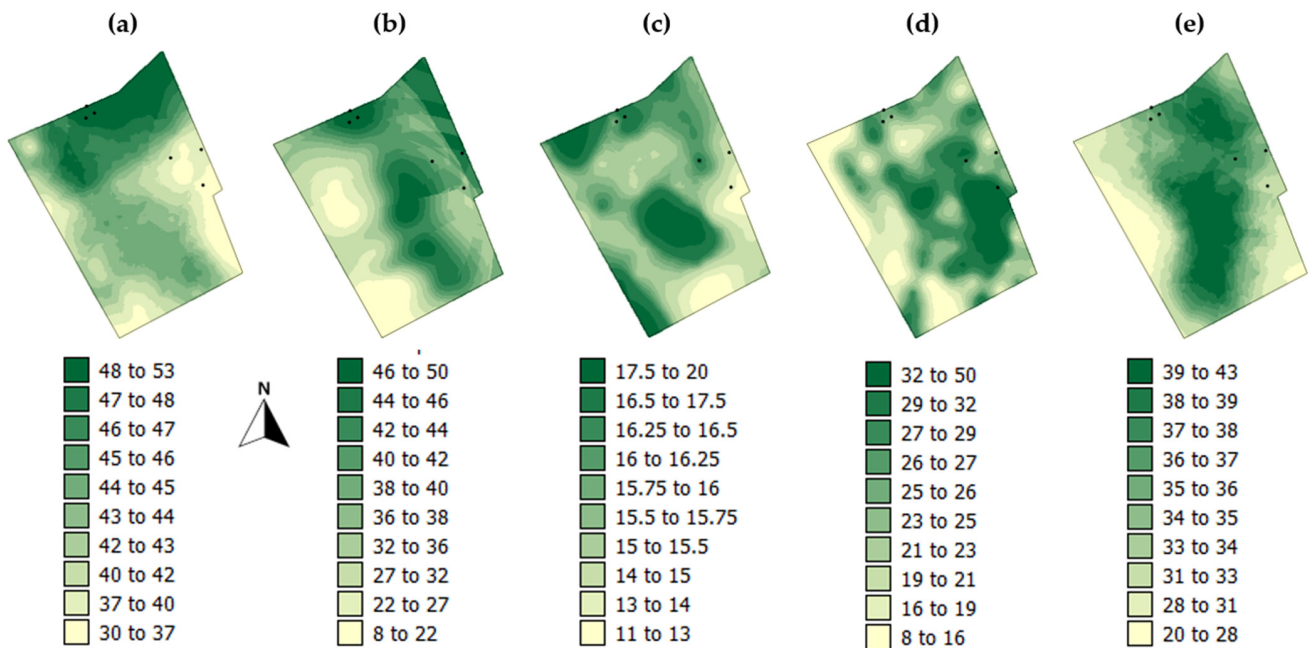 (a) (b) (c) (d) (e)
48 to 53
47 to 48
46 to 47
45 to 46
44 to 45
43 to 44
42 to 43
40 to 42
37 to 40
30 to 37
N
46 to 50
44 to 46
42 to 44
40 to 42
38 to 40
36 to 38
32 to 36
27 to 32
22 to 27
8 to 22
17.5 to 20
16.5 to 17.5
16.25 to 16.5
16 to 16.25
15.75 to 16
15.5 to 15.75
15 to 15.5
14 to 15
13 to 14
11 to 13
32 to 50
29 to 32
27 to 29
26 to 27
25 to 26
23 to 25
21 to 23
19 to 21
16 to 19
8 to 16
39 to 43
38 to 39
37 to 38
36 to 37
35 to 36
34 to 35
33 to 34
31 to 33
28 to 31
20 to 28